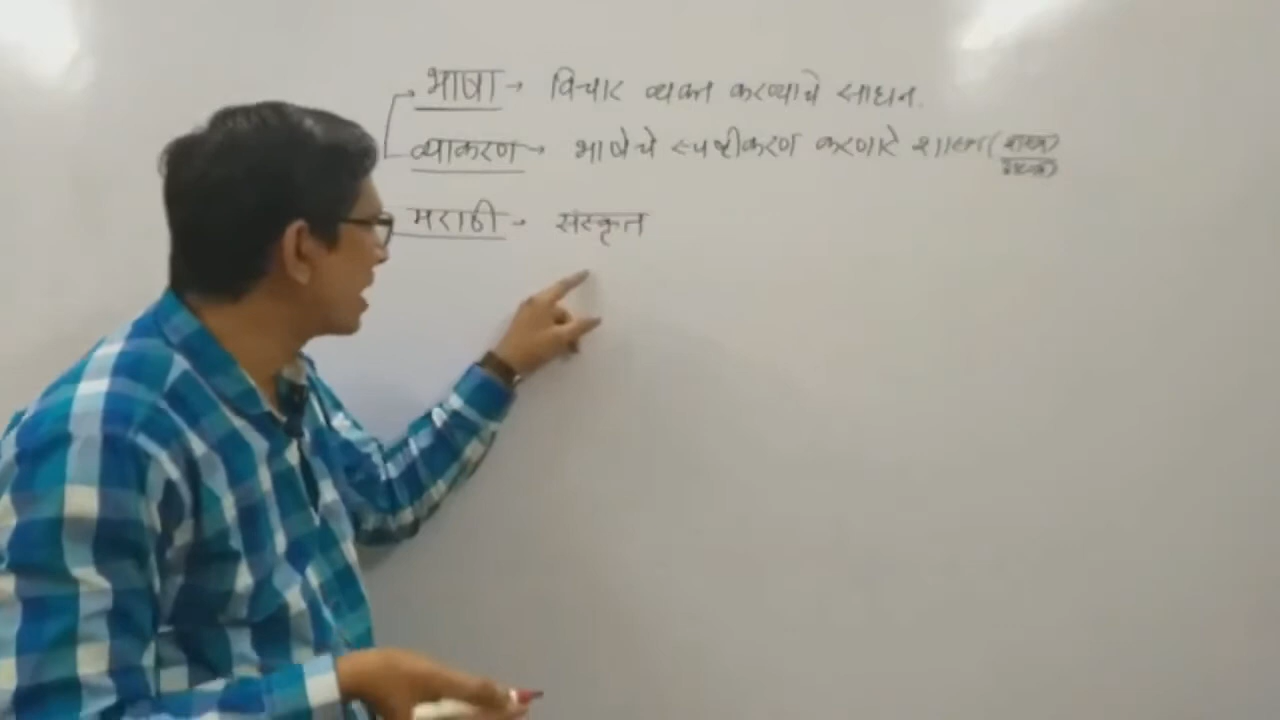 भाषा → विचार व्यक्त करण्याचे साधन.
व्याकरण → भाषेचे स्पष्टीकरण करणारे शास्त्र (
मराठी → संस्कृत